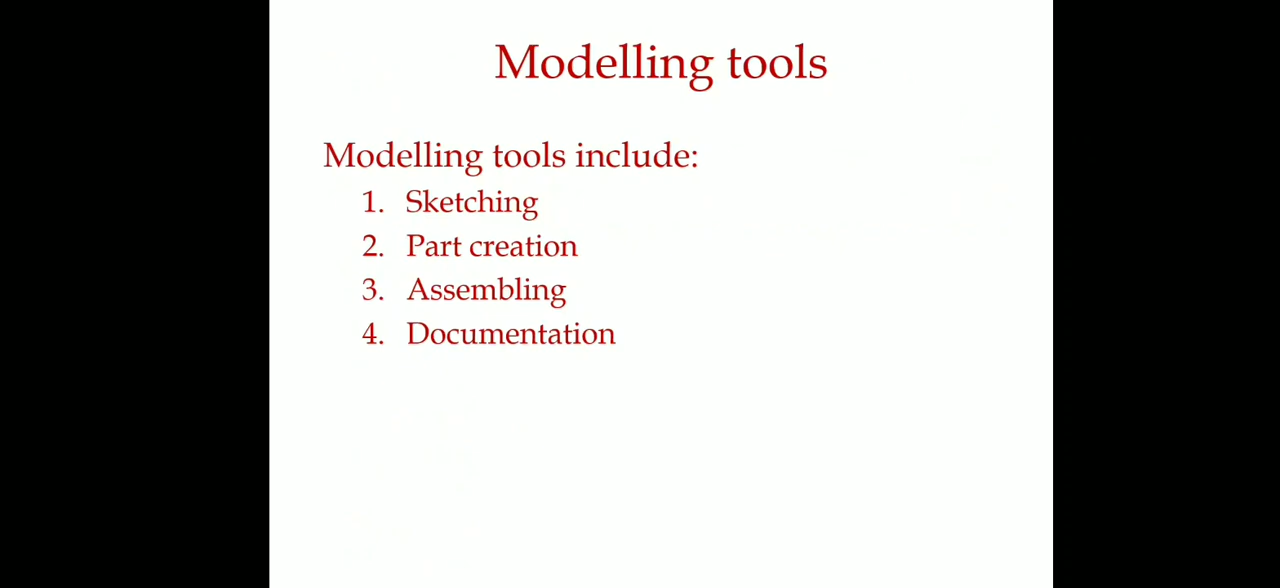 Modelling tools
Modelling tools include:
1. Sketching
2. Part creation
3. Assembling
4. Documentation